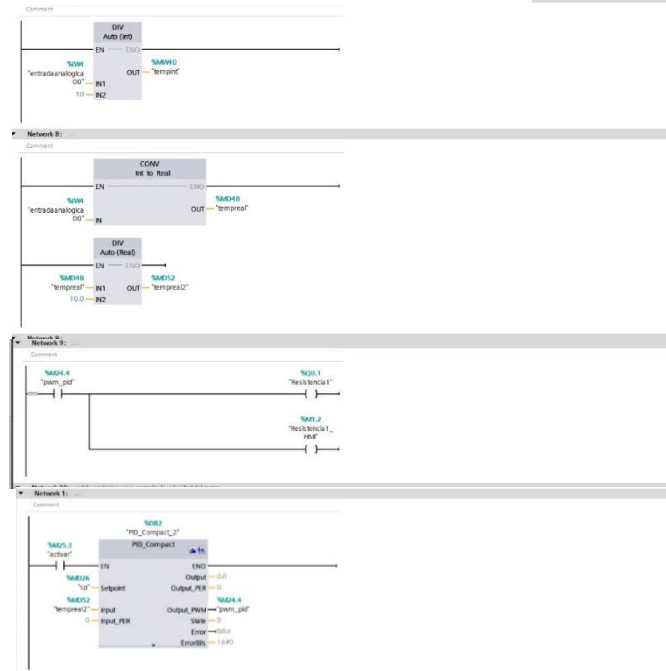 Comment
DIV
Auto (Int)
EN ENO
%IW4
"entradaanalogica
00" IN1
10 IN2
OUT
%MW40
"tempint"
Network 8: ...
Comment
CONV
Int to Real
EN ENO
%IW4
"entradaanalogica
00" IN
OUT
%MD48
"tempreal"
DIV
Auto (Real)
EN ENO
%MD48
"tempreal" IN1
10.0 IN2
OUT
%MD52
"tempreal2"
Network 9: ...
Comment
%M24.4
"pwm_pid"
%Q0.1
"Resistencia1"
%M1.2
"Resistencia1_
HMI"
Network 1: ...
Comment
%DB2
"PID_Compact_2"
PID_Compact
%M25.3
"activar"
EN ENO
%MD26
"sp" Setpoint
%MD52
"tempreal2" Input
0 Input_PER
Output 0.0
Output_PER 0
%M24.4
Output_PWM "pwm_pid"
State 0
Error false
ErrorBits 16#0